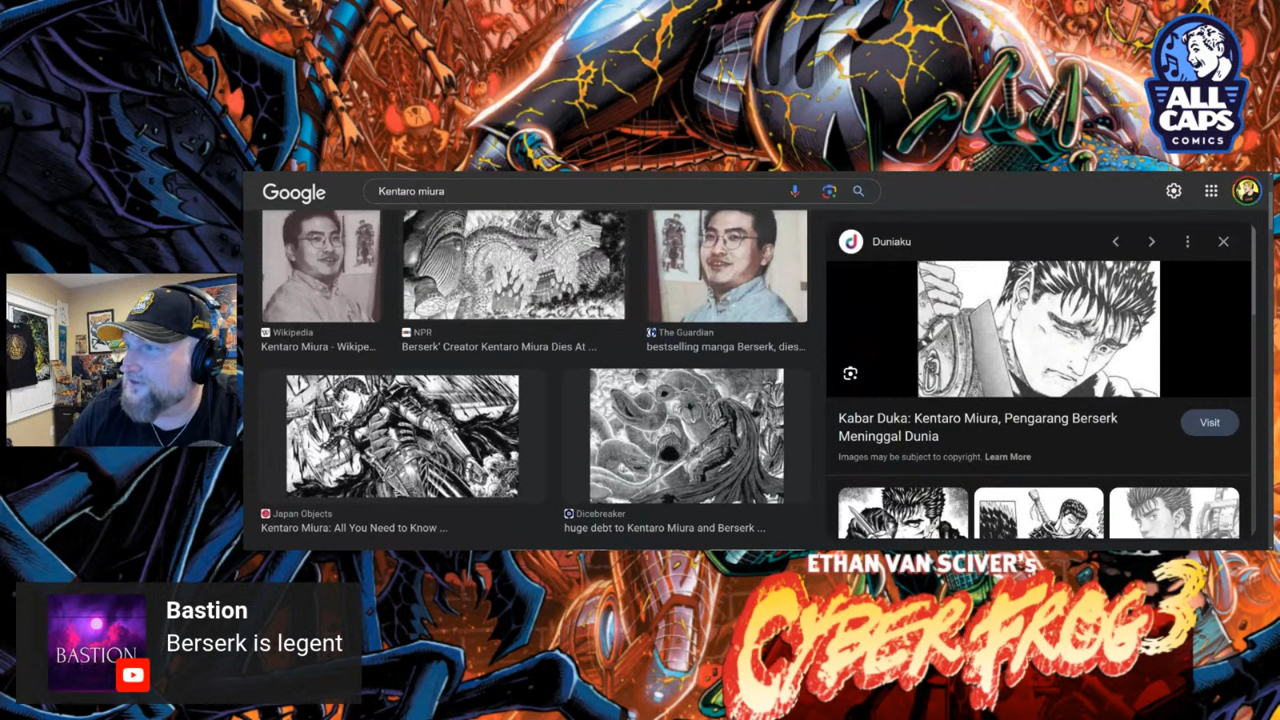 ALL
CAPS
COMICS
Google
Kentaro miura
Duniaku
Wikipedia
Kentaro Miura - Wikipe...
NPR
Berserk' Creator Kentaro Miura Dies At ...
The Guardian
bestselling manga Berserk, dies...
Kabar Duka: Kentaro Miura, Pengarang Berserk
Meninggal Dunia
Visit
Images may be subject to copyright. Learn More
Japan Objects
Kentaro Miura: All You Need to Know ...
Dicebreaker
huge debt to Kentaro Miura and Berserk ...
ETHAN VAN SCIVER's
CYBERFROG 3
BASTION
Bastion
Berserk is legent